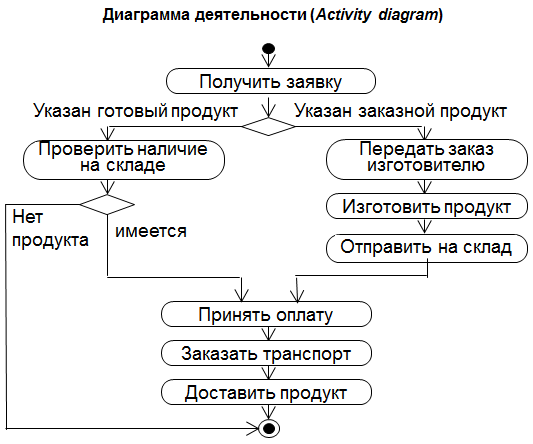 Диаграмма деятельности (Activity diagram)
Получить заявку
Указан готовый продукт
Указан заказной продукт
Проверить наличие
на складе
Передать заказ
изготовителю
Изготовить продукт
Нет
продукта
имеется
Отправить на склад
Принять оплату
Заказать транспорт
Доставить продукт